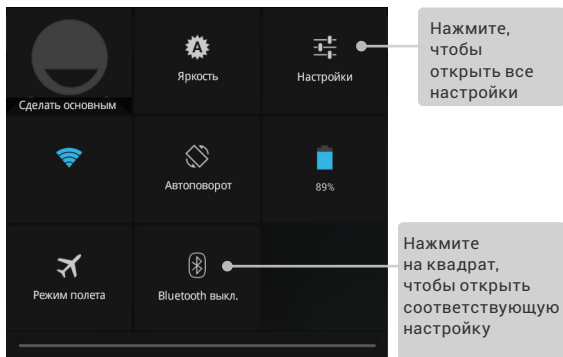 Нажмите,
чтобы
открыть все
настройки
Яркость
Настройки
Сделать основным
Автоповорот
89%
Режим полета
Bluetooth выкл.
Нажмите
на квадрат,
чтобы открыть
соответствующую
настройку